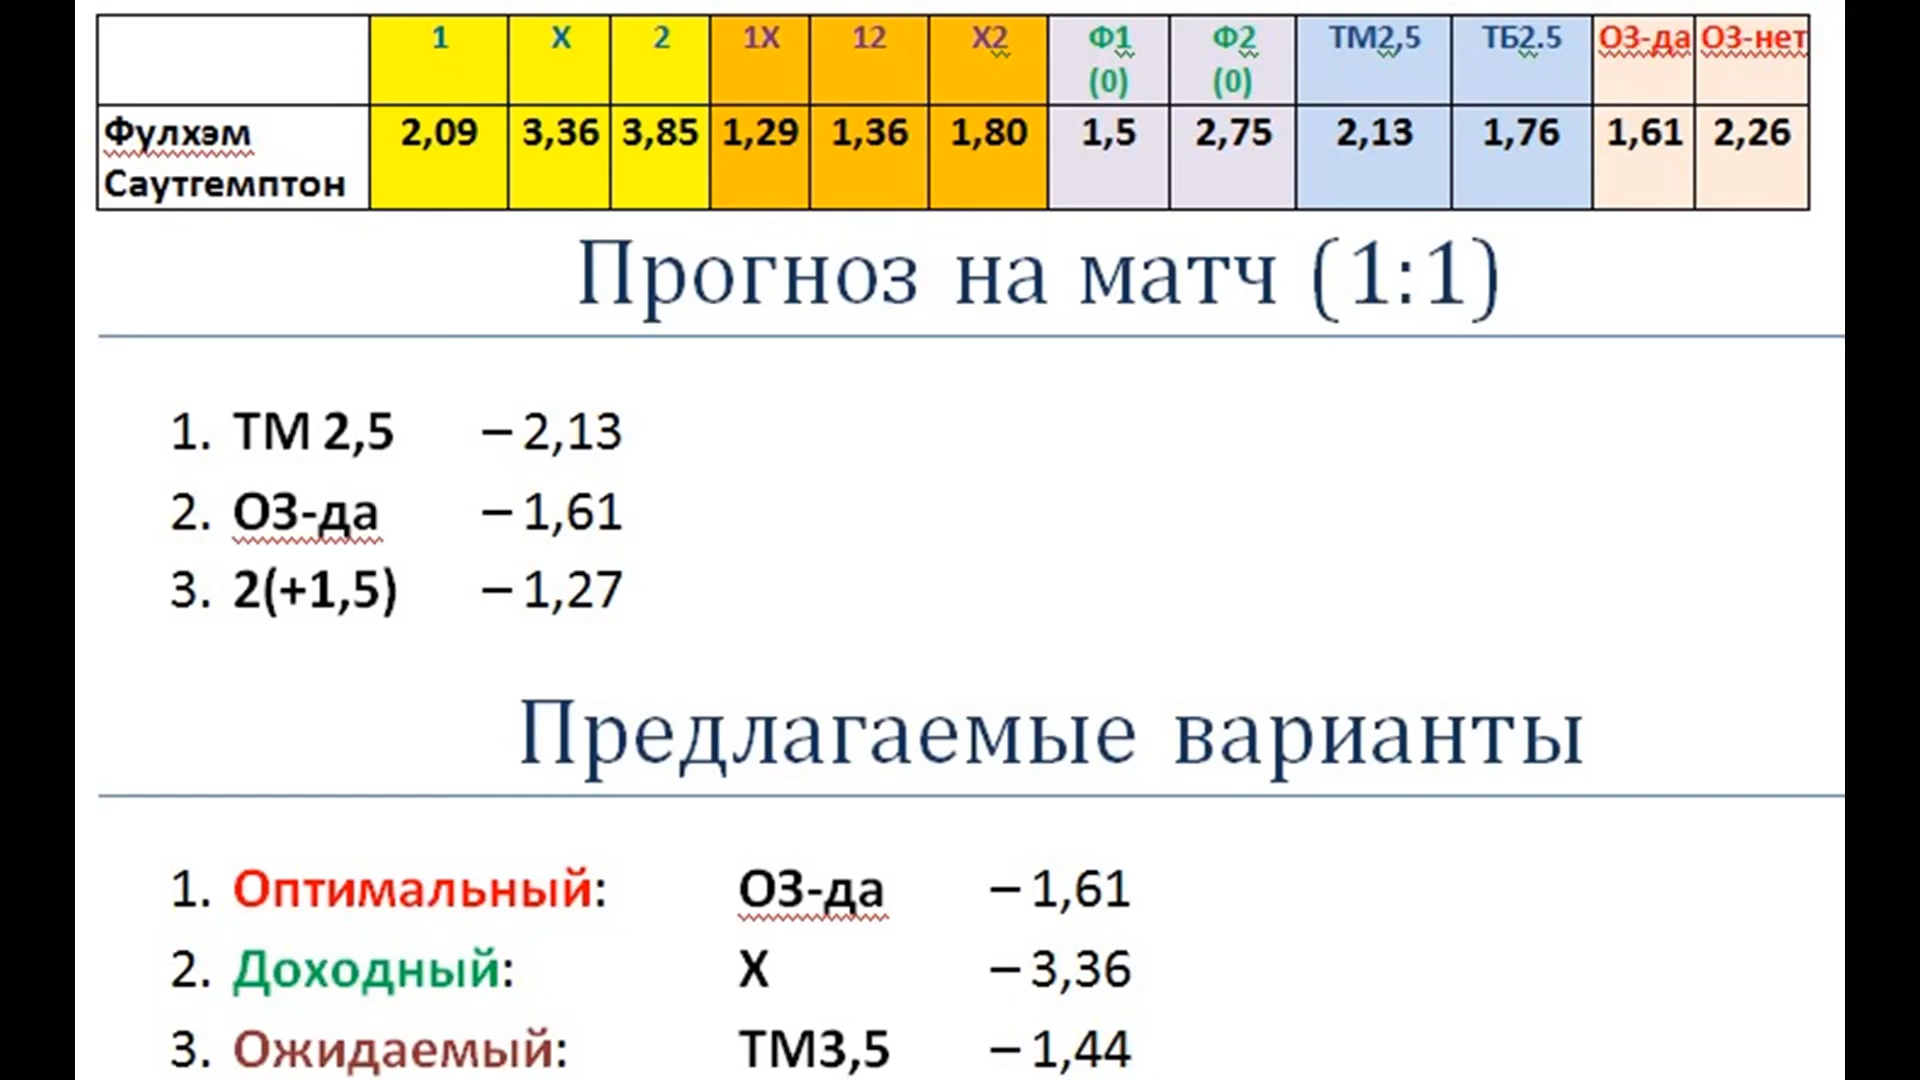 1 X 2 1X 12 X2 Ф1 (0) Ф2 (0) ТМ2,5 ТБ2.5 ОЗ-да ОЗ-нет
Фулхэм Саутгемптон 2,09 3,36 3,85 1,29 1,36 1,80 1,5 2,75 2,13 1,76 1,61 2,26
Прогноз на матч (1:1)
1. ТМ 2,5 – 2,13
2. ОЗ-да – 1,61
3. 2(+1,5) – 1,27
Предлагаемые варианты
1. Оптимальный: ОЗ-да – 1,61
2. Доходный: Х – 3,36
3. Ожидаемый: ТМ3,5 – 1,44